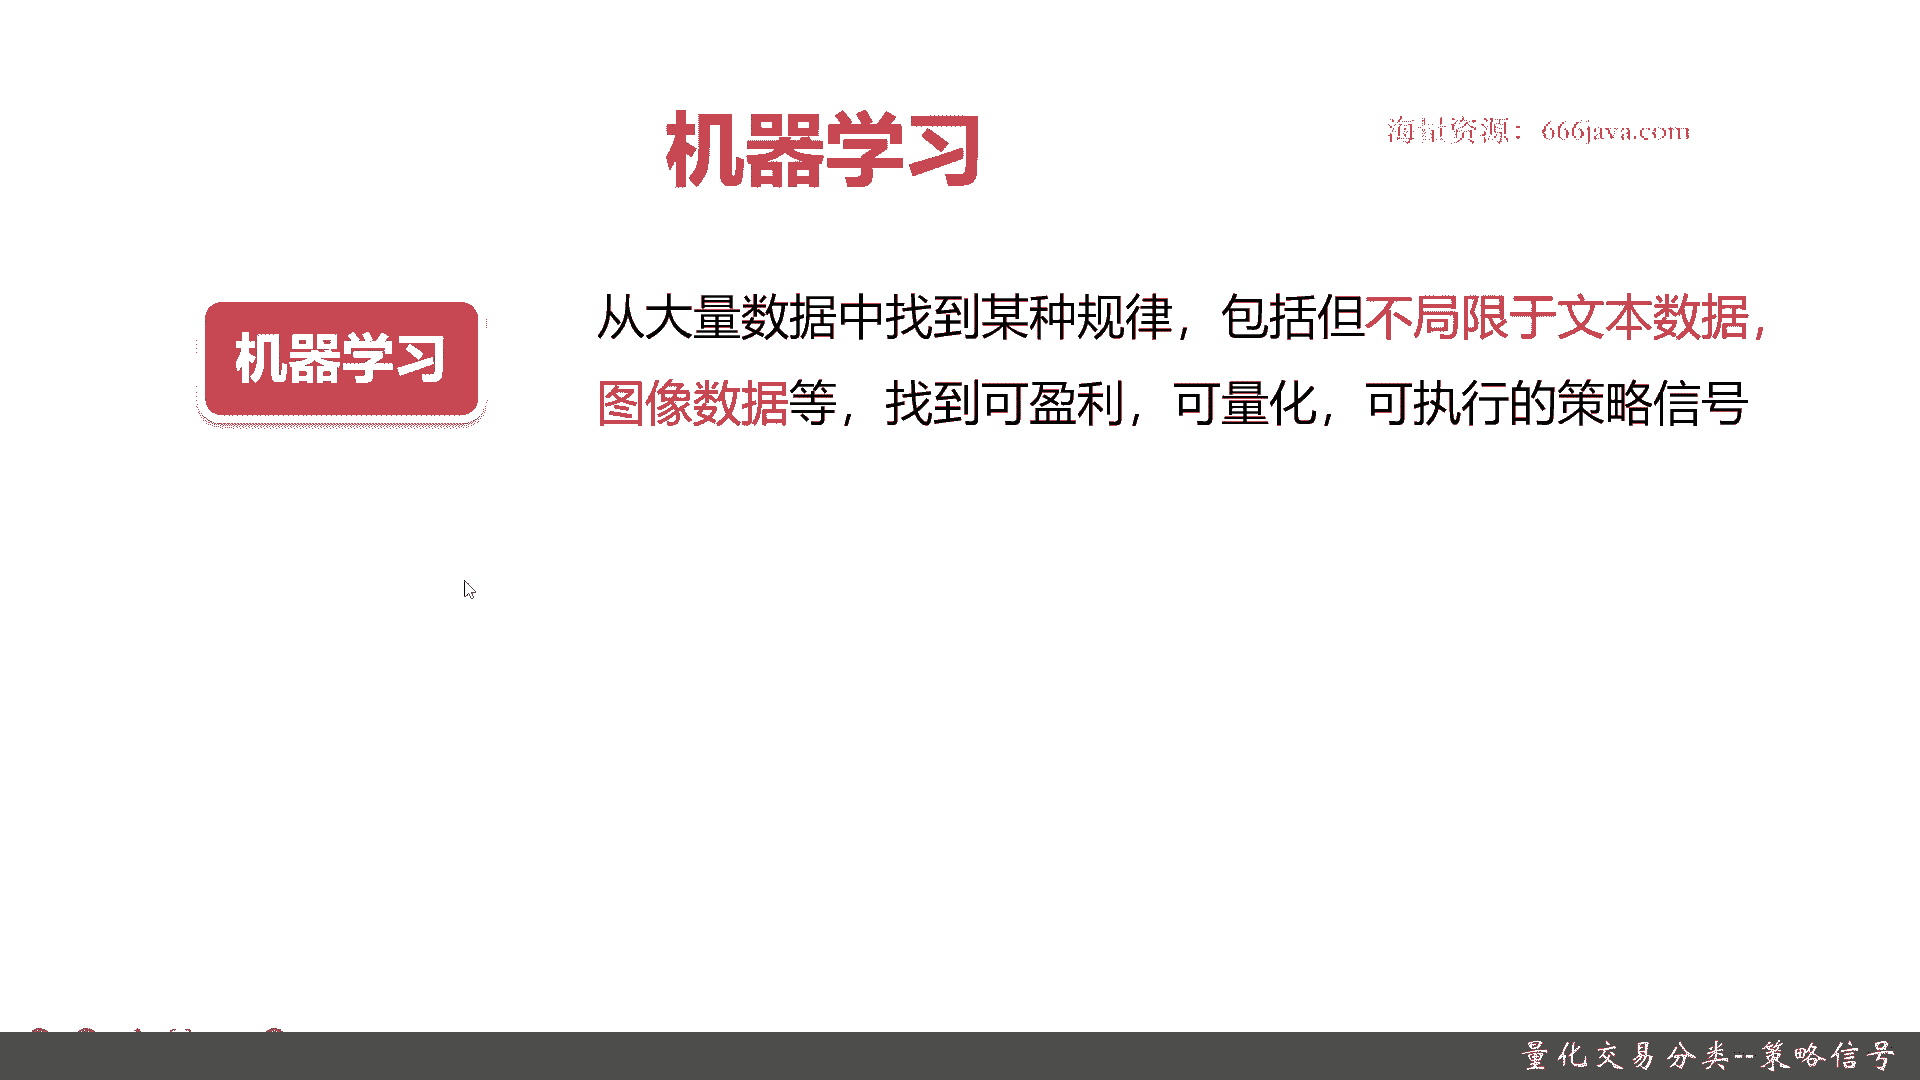 机器学习
海量资源：666java.com
机器学习
从大量数据中找到某种规律，包括但不局限于文本数据，
图像数据等，找到可盈利，可量化，可执行的策略信号
量化交易分类--策略信号